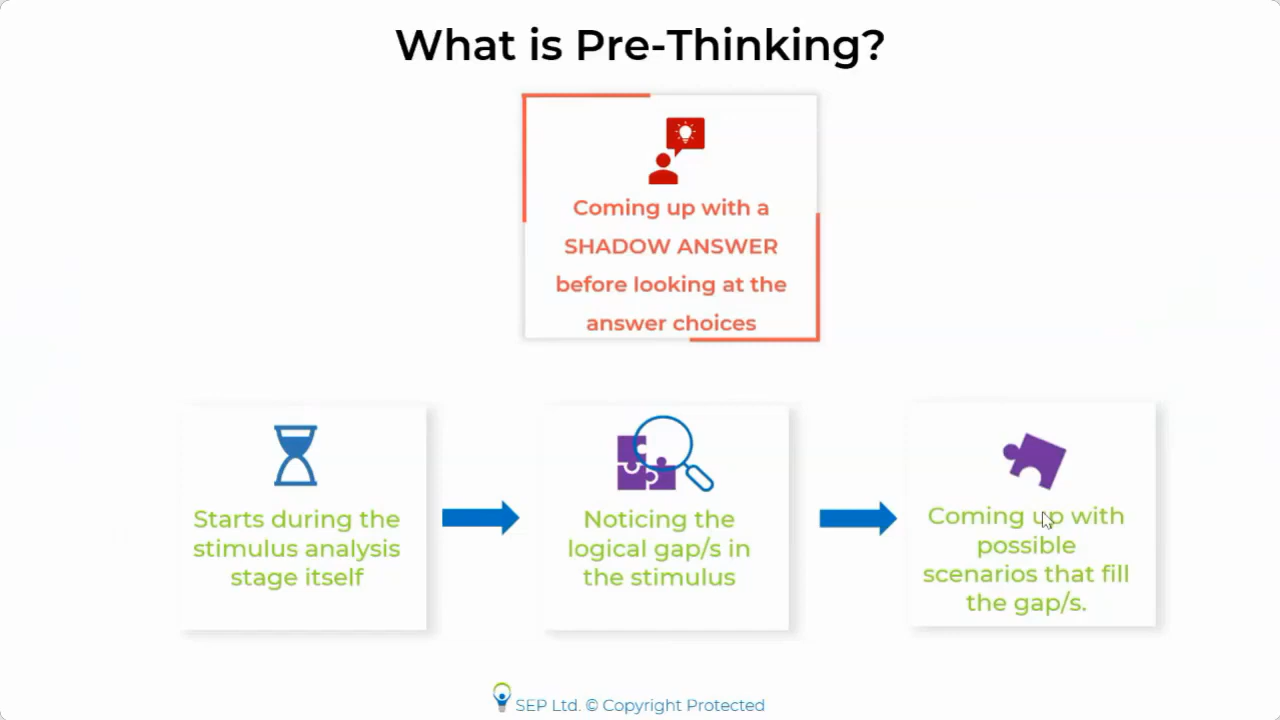 What is Pre-Thinking?
Coming up with a
SHADOW ANSWER
before looking at the
answer choices
Starts during the
stimulus analysis
stage itself
Noticing the
logical gap/s in
the stimulus
Coming up with
possible
scenarios that fill
the gap/s.
SEP Ltd. © Copyright Protected